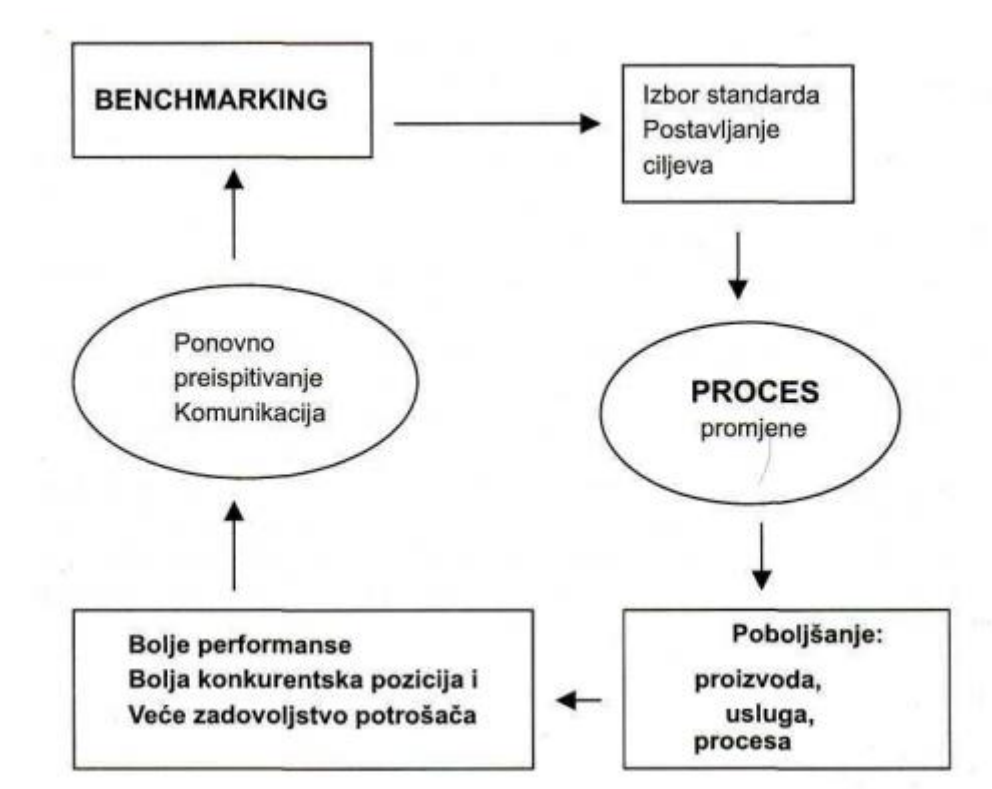 BENCHMARKING
Izbor standarda
Postavljanje
ciljeva
PROCES
promjene
Poboljšanje:
proizvoda,
usluga,
procesa
Bolje performanse
Bolja konkurentska pozicija i
Veće zadovoljstvo potrošača
Ponovno
preispitivanje
Komunikacija